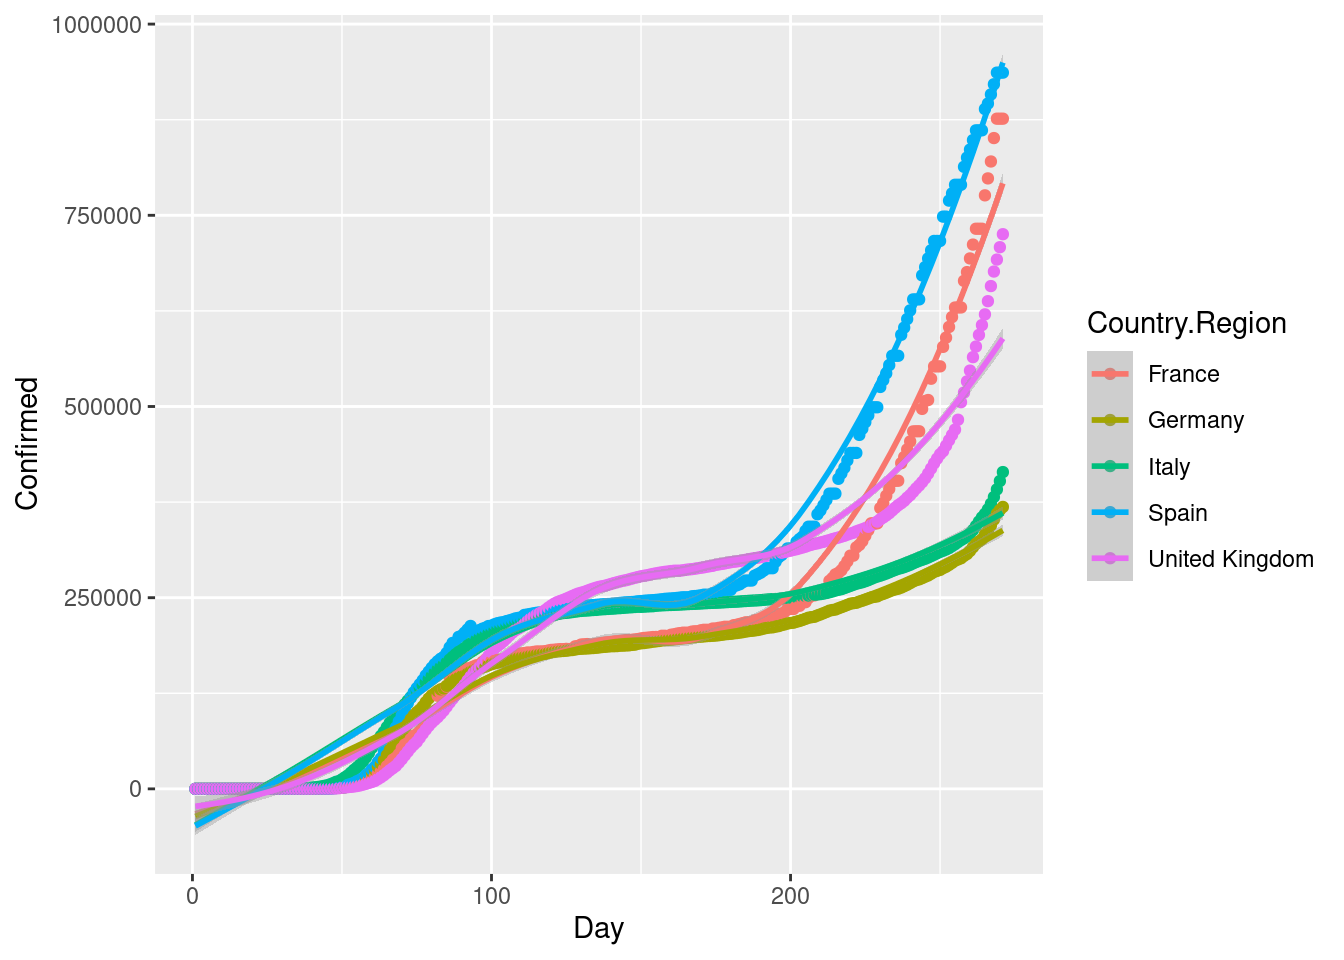 1000000
750000
500000
250000
0
0 100 200
Day
Confirmed
Country.Region
France
Germany
Italy
Spain
United Kingdom